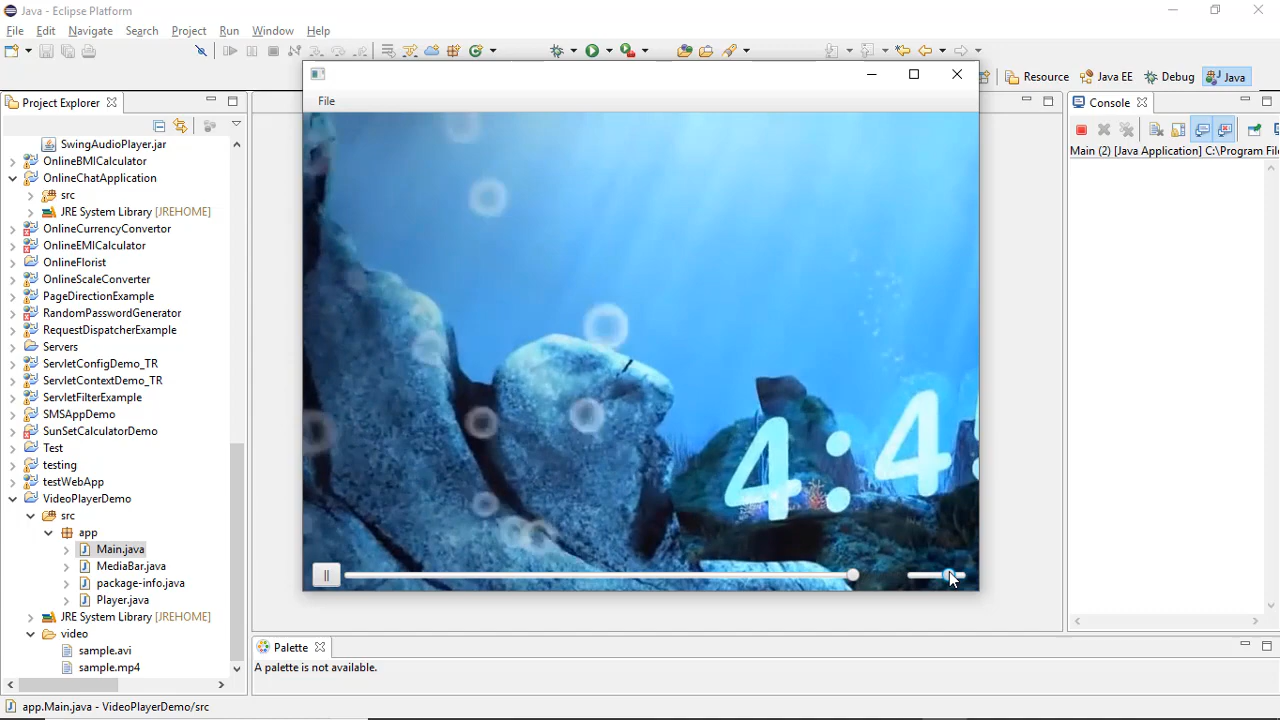 Java - Eclipse Platform
File Edit Navigate Search Project Run Window Help
Resource Java EE Debug Java
Project Explorer
SwingAudioPlayer.jar
OnlineBMICalculator
OnlineChatApplication
src
JRE System Library [JREHOME]
OnlineCurrencyConvertor
OnlineEMICalculator
OnlineFlorist
OnlineScaleConverter
PageDirectionExample
RandomPasswordGenerator
RequestDispatcherExample
Servers
ServletConfigDemo_TR
ServletContextDemo_TR
ServletFilterExample
SMSAppDemo
SunSetCalculatorDemo
Test
testing
testWebApp
VideoPlayerDemo
src
app
Main.java
MediaBar.java
package-info.java
Player.java
JRE System Library [JREHOME]
video
sample.avi
sample.mp4
File
4:4
Console
Main (2) [Java Application] C:\Program File
Palette
A palette is not available.
app.Main.java - VideoPlayerDemo/src